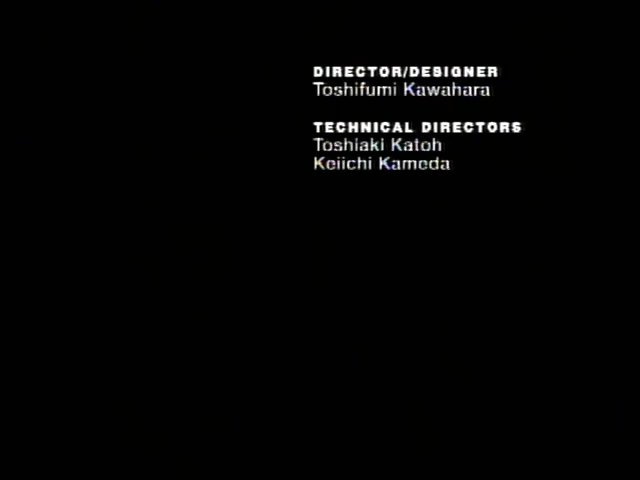 DIRECTOR/DESIGNER
Toshifumi Kawahara
TECHNICAL DIRECTORS
Toshiaki Katoh
Keiichi Kameda